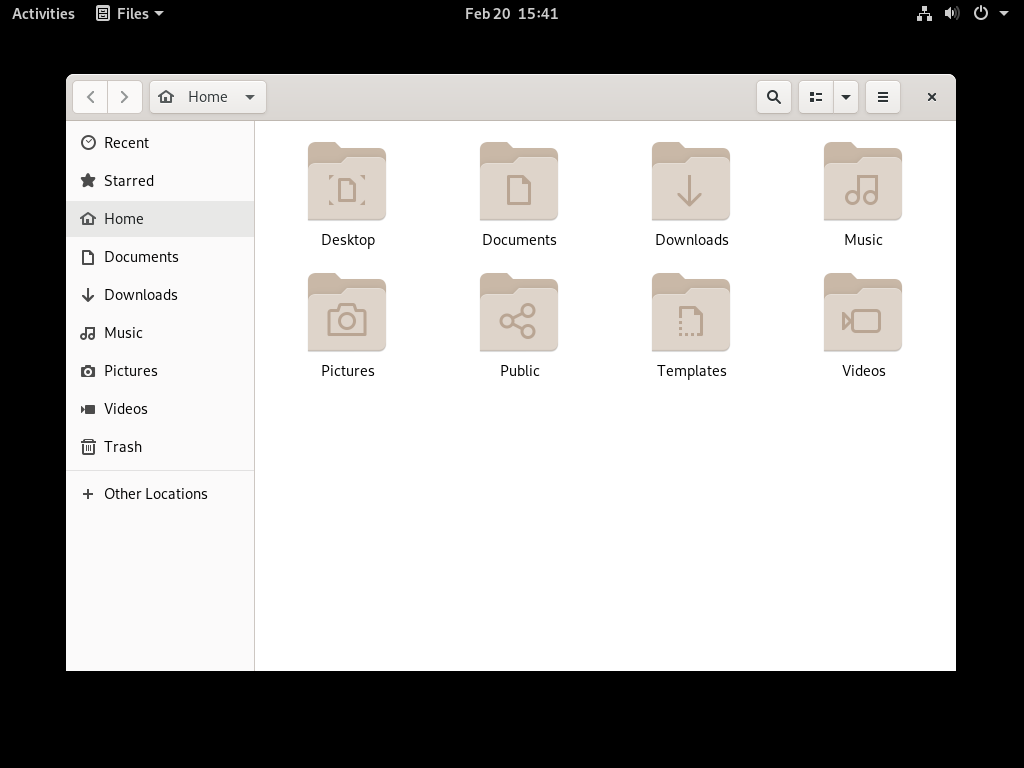 Activities
Files
Feb 20 15:41
Home
Recent
Starred
Home
Documents
Downloads
Music
Pictures
Videos
Trash
Other Locations
Desktop
Documents
Downloads
Music
Pictures
Public
Templates
Videos